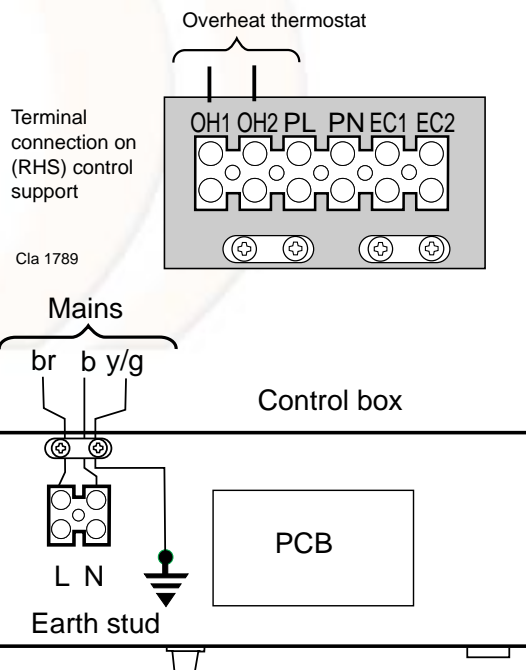 Overheat thermostat
Terminal
connection on
(RHS) control
support
OH1 OH2 PL PN EC1 EC2
Cla 1789
Mains
br b y/g
Control box
PCB
L N
Earth stud